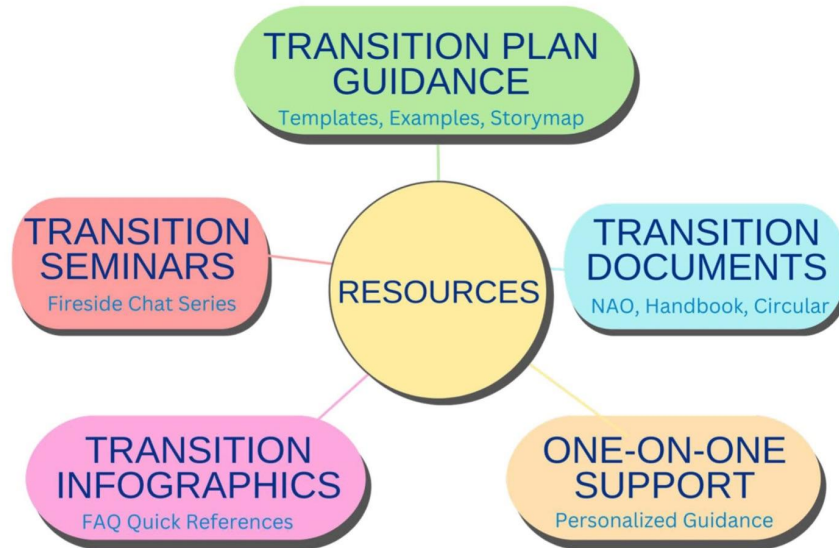 TRANSITION PLAN
GUIDANCE
Templates, Examples, Storymap
TRANSITION
SEMINARS
Fireside Chat Series
RESOURCES
TRANSITION
DOCUMENTS
NAO, Handbook, Circular
TRANSITION
INFOGRAPHICS
FAQ Quick References
ONE-ON-ONE
SUPPORT
Personalized Guidance